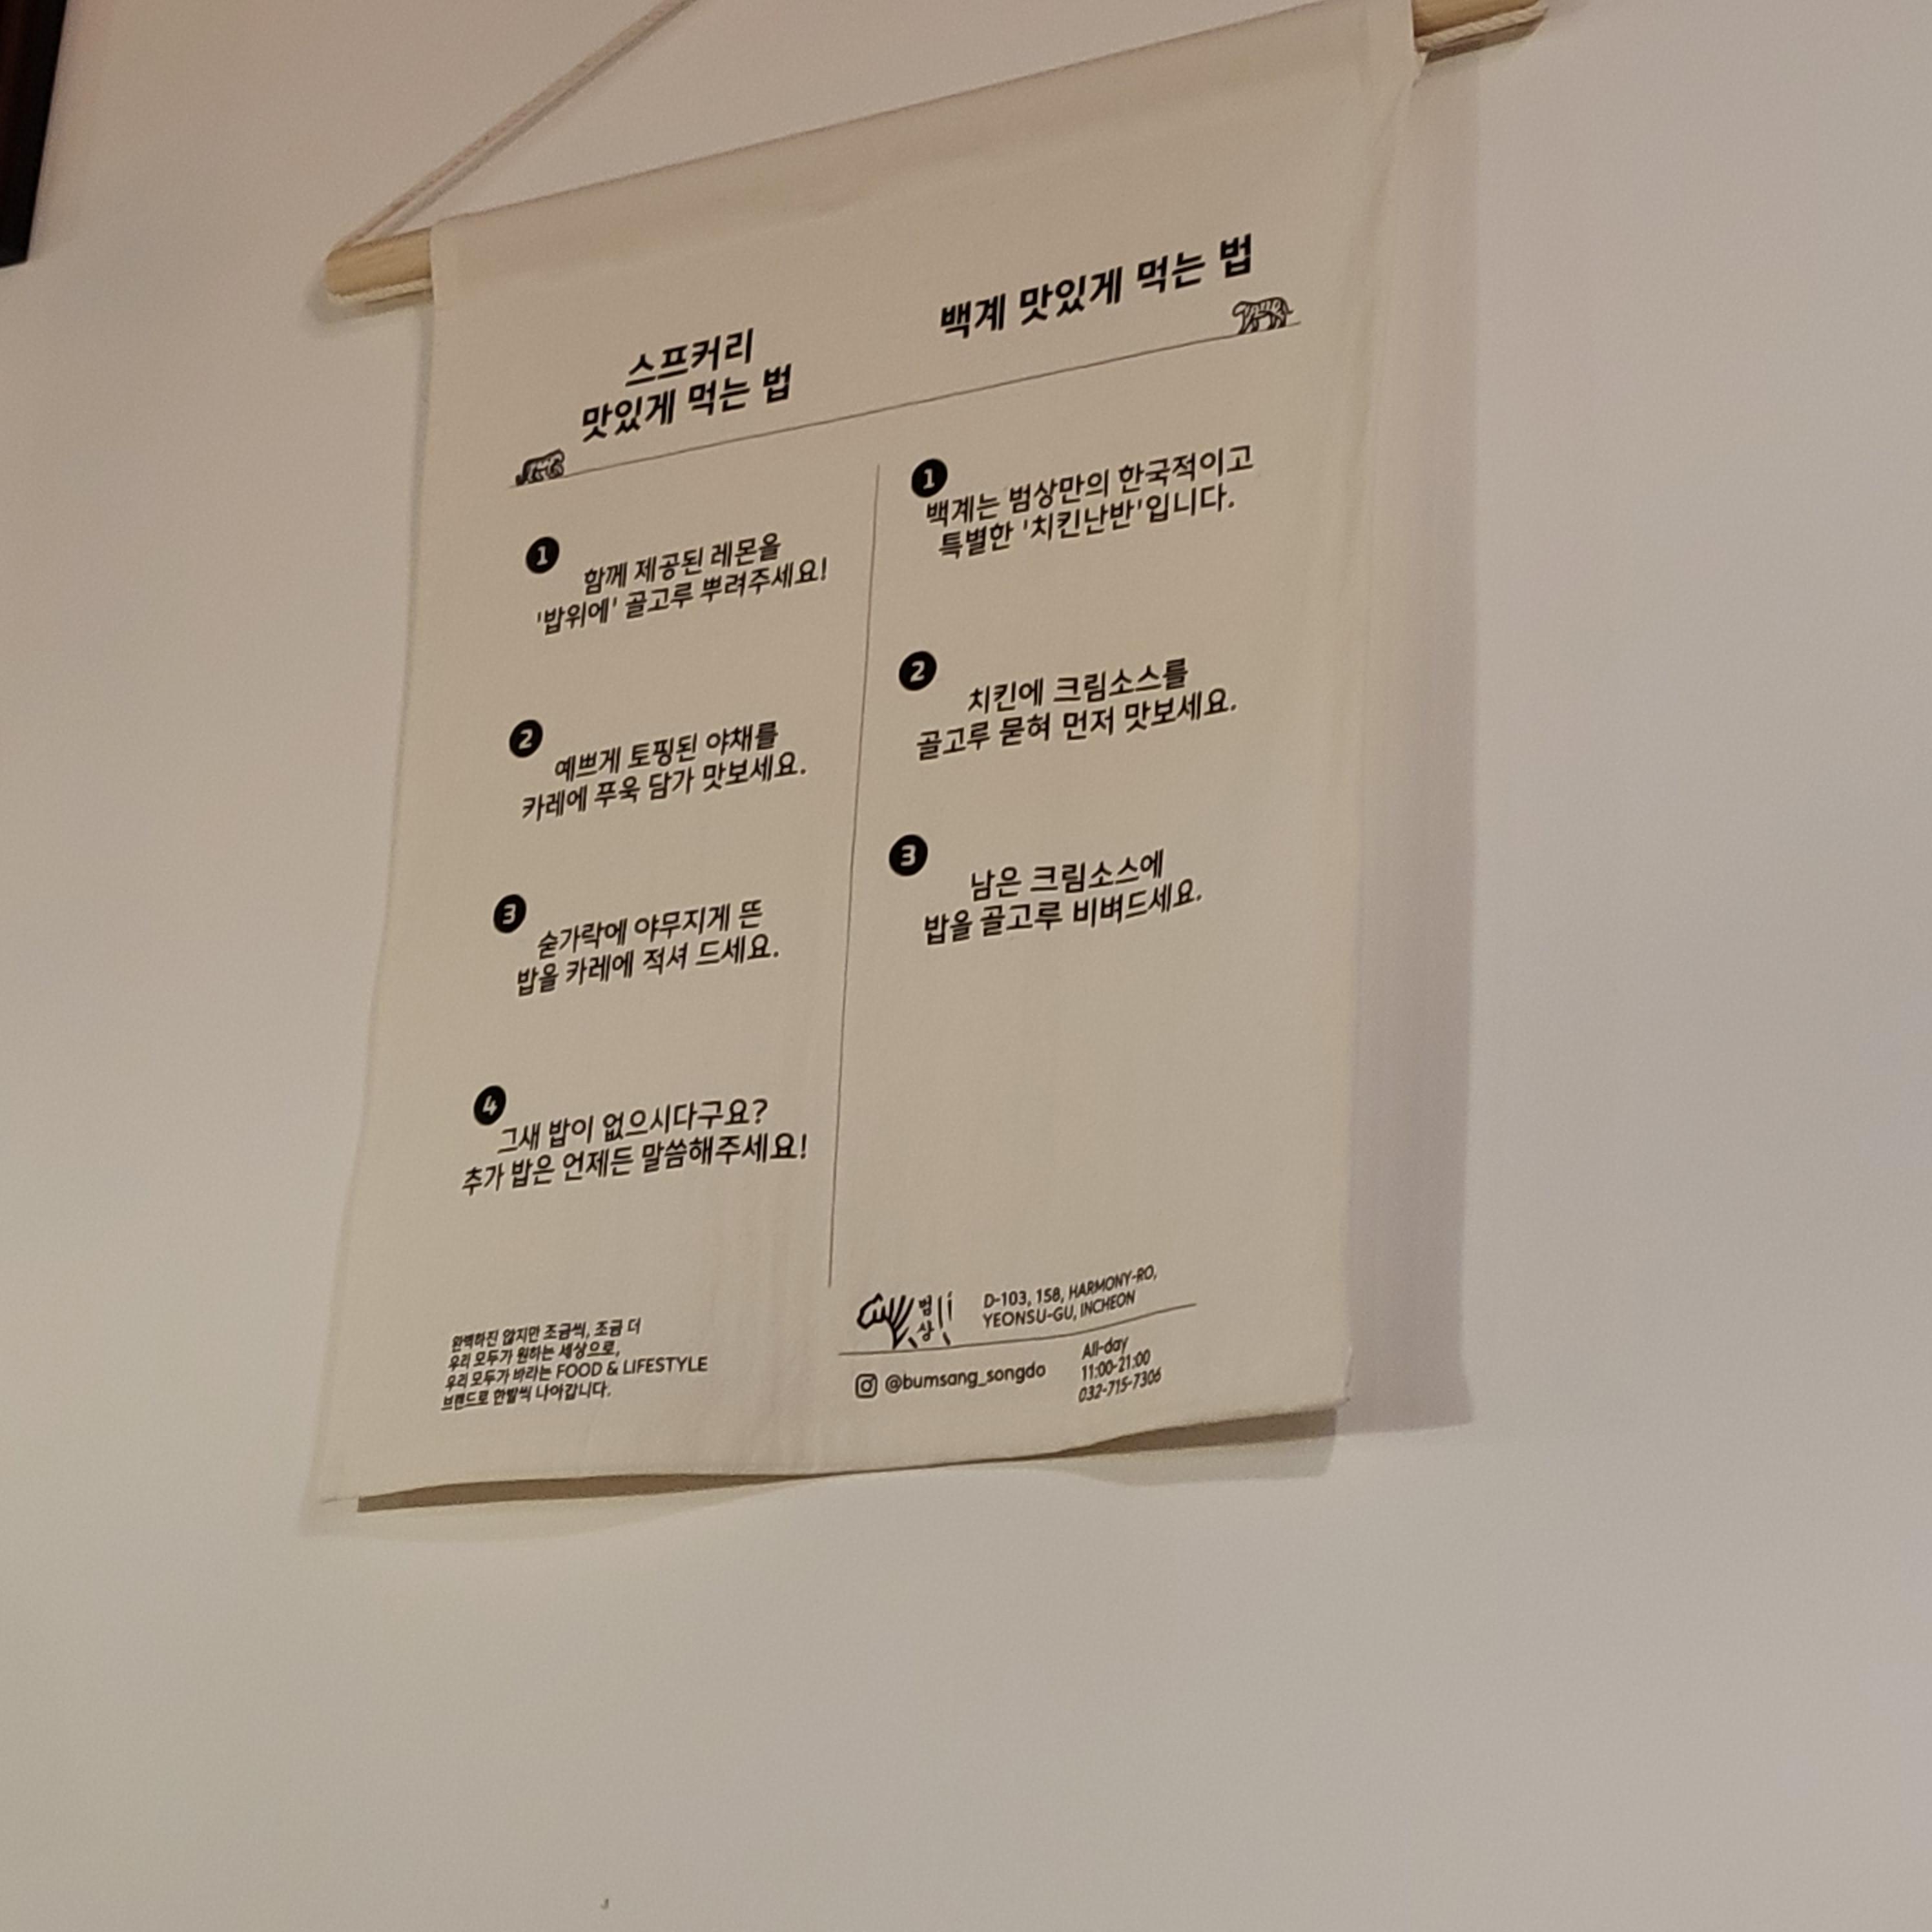 스프커리
맛있게 먹는 법
1
함께 제공된 레몬을
'밥위에' 골고루 뿌려주세요!
2
예쁘게 토핑된 야채를
카레에 푸욱 담가 맛보세요.
3
숟가락에 야무지게 뜬
밥을 카레에 적셔 드세요.
4
그새 밥이 없으시다구요?
추가 밥은 언제든 말씀해주세요!
백계 맛있게 먹는 법
1
백계는 범상만의 한국적이고
특별한 '치킨난반'입니다.
2
치킨에 크림소스를
골고루 묻혀 먼저 맛보세요.
3
남은 크림소스에
밥을 골고루 비벼드세요.
완벽하진 않지만 조금씩, 조금 더
우리 모두가 원하는 세상으로,
우리 모두가 바라는 FOOD & LIFESTYLE
브랜드로 한발씩 나아갑니다.
범상
D-103, 158, HARMONY-RO,
YEONSU-GU, INCHEON
@bumsang_songdo
All-day
11:00-21:00
032-715-7306